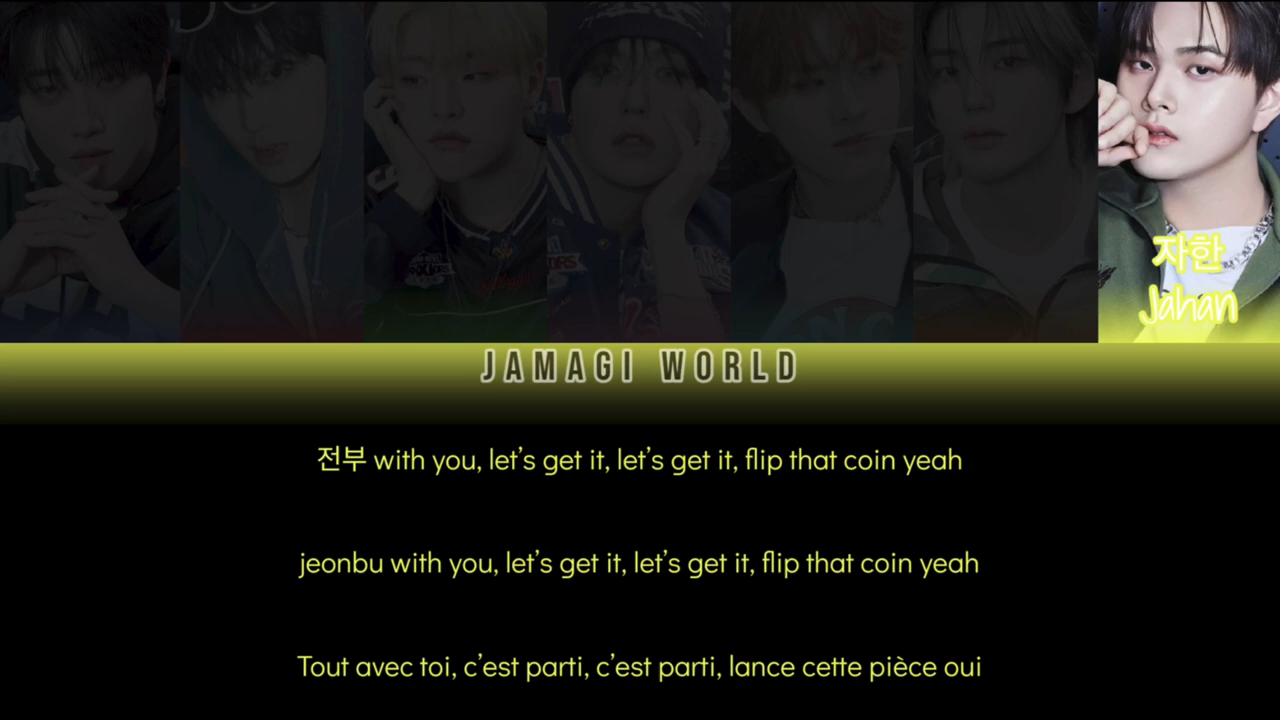 자한
Jahan
JAMAGI WORLD
전부 with you, let's get it, let's get it, flip that coin yeah
jeonbu with you, let's get it, let's get it, flip that coin yeah
Tout avec toi, c'est parti, c'est parti, lance cette pièce oui